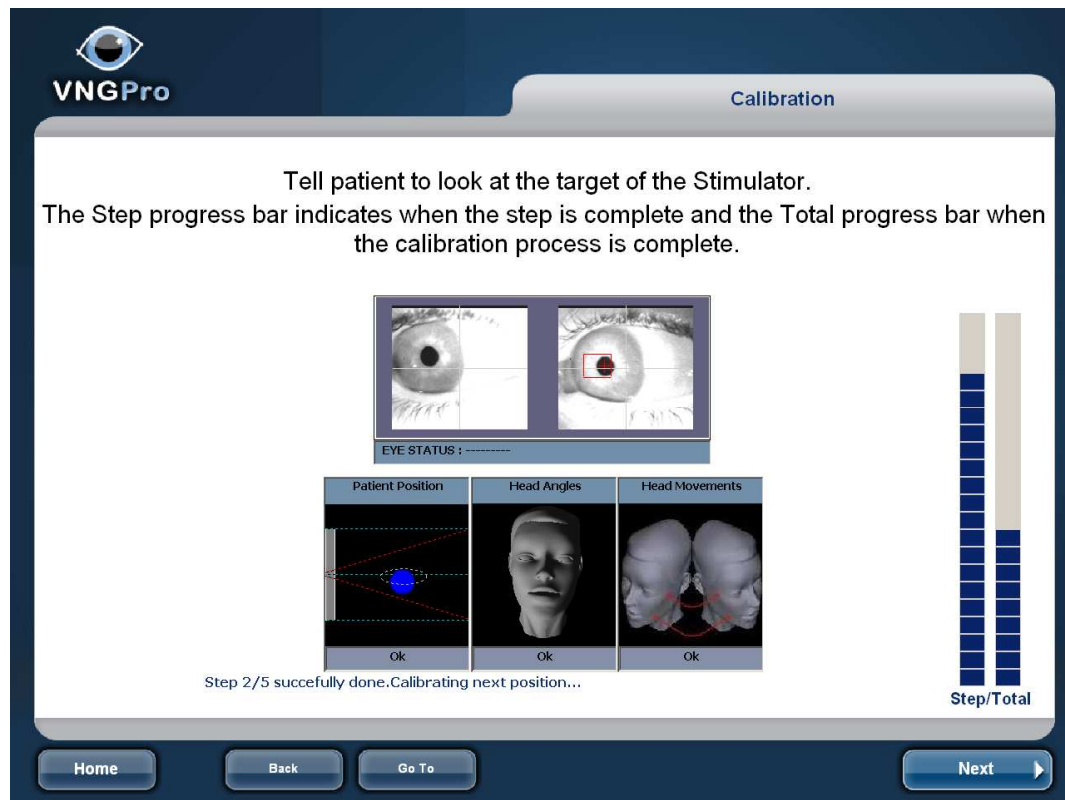 VNGPro
Calibration
Tell patient to look at the target of the Stimulator.
The Step progress bar indicates when the step is complete and the Total progress bar when
the calibration process is complete.
EYE STATUS : ---------
Patient Position
Head Angles
Head Movements
Ok
Ok
Ok
Step 2/5 succefully done.Calibrating next position...
Step/Total
Home
Back
Go To
Next